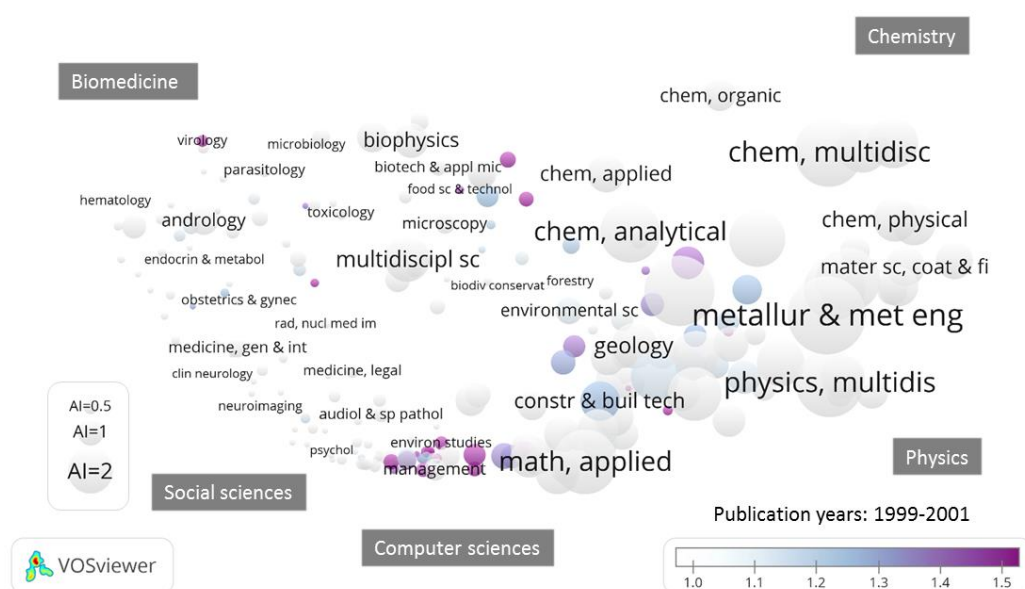 Chemistry
Biomedicine
chem, organic
virology
microbiology
biophysics
chem, multidisc
parasitology
biotech & appl mic
chem, applied
food sc & technol
hematology
toxicology
andrology
microscopy
chem, physical
chem, analytical
endocrin & metabol
multidiscipl sc
mater sc, coat & fi
biodiv conservat
forestry
obstetrics & gynec
environmental sc
metallur & met eng
rad, nucl med im
medicine, gen & int
geology
clin neurology
medicine, legal
physics, multidis
constr & buil tech
neuroimaging
audiol & sp pathol
AI=0.5
AI=1
AI=2
psychol
environ studies
management
math, applied
Physics
Social sciences
Publication years: 1999-2001
Computer sciences
VOSviewer
1.0 1.1 1.2 1.3 1.4 1.5